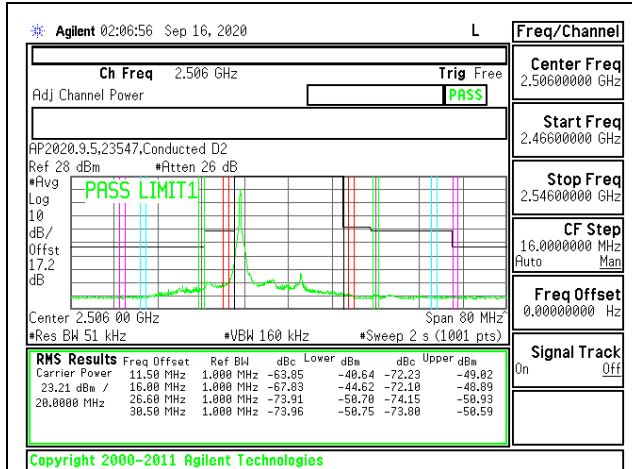 Agilent 02:06:56 Sep 16, 2020 L
Freq/Channel
Ch Freq 2.506 GHz Trig Free
Adj Channel Power PASS
AP2020.9.5,23547,Conducted D2
Ref 28 dBm #Atten 26 dB
#Avg
Log
10
dB/
Offst
17.2
dB
PASS LIMIT1
Center 2.506 00 GHz Span 80 MHz
#Res BW 51 kHz #VBW 160 kHz #Sweep 2 s (1001 pts)
RMS Results Freq Offset Ref BW dBc Lower dBm dBc Upper dBm
Carrier Power 11.50 MHz 1.000 MHz -63.85 -40.64 -72.23 -49.02
23.21 dBm / 16.00 MHz 1.000 MHz -67.83 -44.62 -72.10 -48.89
20.0000 MHz 26.60 MHz 1.000 MHz -73.91 -50.70 -74.15 -50.93
30.50 MHz 1.000 MHz -73.96 -50.75 -73.80 -50.59
Center Freq
2.50600000 GHz
Start Freq
2.46600000 GHz
Stop Freq
2.54600000 GHz
CF Step
16.0000000 MHz
Auto Man
Freq Offset
0.00000000 Hz
Signal Track
On Off
Copyright 2000-2011 Agilent Technologies